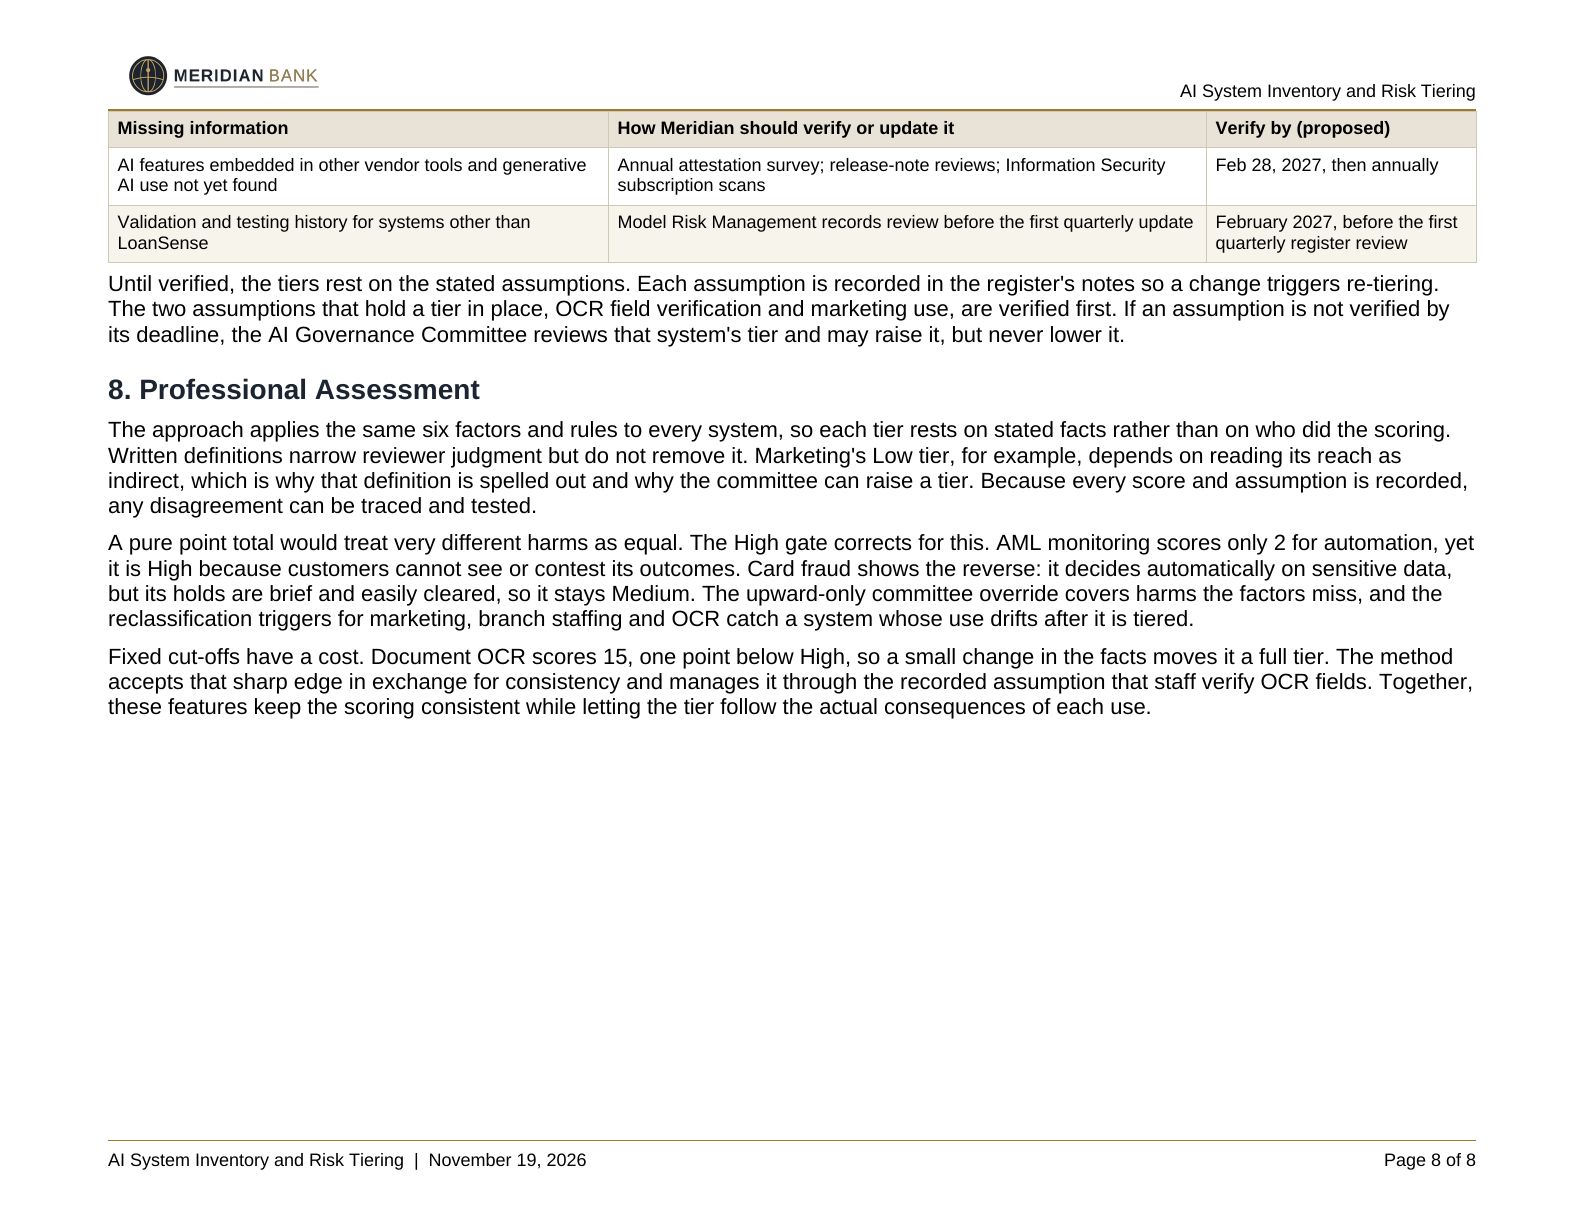 MERIDIAN BANK
AI System Inventory and Risk Tiering
Missing information How Meridian should verify or update it Verify by (proposed)
AI features embedded in other vendor tools and generative
AI use not yet found
Annual attestation survey; release-note reviews; Information Security
subscription scans
Feb 28, 2027, then annually
Validation and testing history for systems other than
LoanSense
Model Risk Management records review before the first quarterly update
February 2027, before the first
quarterly register review
Until verified, the tiers rest on the stated assumptions. Each assumption is recorded in the register's notes so a change triggers re-tiering.
The two assumptions that hold a tier in place, OCR field verification and marketing use, are verified first. If an assumption is not verified by
its deadline, the AI Governance Committee reviews that system's tier and may raise it, but never lower it.
8. Professional Assessment
The approach applies the same six factors and rules to every system, so each tier rests on stated facts rather than on who did the scoring.
Written definitions narrow reviewer judgment but do not remove it. Marketing's Low tier, for example, depends on reading its reach as
indirect, which is why that definition is spelled out and why the committee can raise a tier. Because every score and assumption is recorded,
any disagreement can be traced and tested.
A pure point total would treat very different harms as equal. The High gate corrects for this. AML monitoring scores only 2 for automation, yet
it is High because customers cannot see or contest its outcomes. Card fraud shows the reverse: it decides automatically on sensitive data,
but its holds are brief and easily cleared, so it stays Medium. The upward-only committee override covers harms the factors miss, and the
reclassification triggers for marketing, branch staffing and OCR catch a system whose use drifts after it is tiered.
Fixed cut-offs have a cost. Document OCR scores 15, one point below High, so a small change in the facts moves it a full tier. The method
accepts that sharp edge in exchange for consistency and manages it through the recorded assumption that staff verify OCR fields. Together,
these features keep the scoring consistent while letting the tier follow the actual consequences of each use.
AI System Inventory and Risk Tiering | November 19, 2026
Page 8 of 8